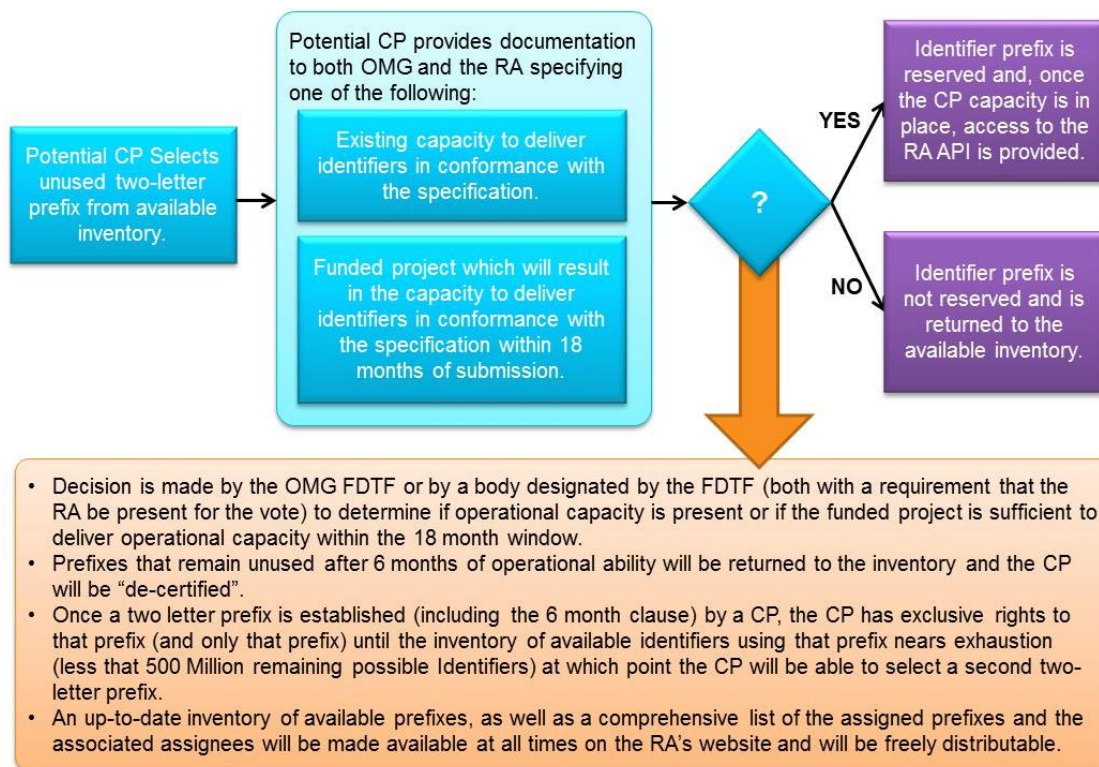 Potential CP Selects
unused two-letter
prefix from available
inventory.
Potential CP provides documentation
to both OMG and the RA specifying
one of the following:
Existing capacity to deliver
identifiers in conformance with
the specification.
Funded project which will result
in the capacity to deliver
identifiers in conformance with
the specification within 18
months of submission.
?
YES
NO
Identifier prefix is
reserved and, once
the CP capacity is in
place, access to the
RA API is provided.
Identifier prefix is
not reserved and is
returned to the
available inventory.
• Decision is made by the OMG FDTF or by a body designated by the FDTF (both with a requirement that the
RA be present for the vote) to determine if operational capacity is present or if the funded project is sufficient to
deliver operational capacity within the 18 month window.
• Prefixes that remain unused after 6 months of operational ability will be returned to the inventory and the CP
will be “de-certified”.
• Once a two letter prefix is established (including the 6 month clause) by a CP, the CP has exclusive rights to
that prefix (and only that prefix) until the inventory of available identifiers using that prefix nears exhaustion
(less that 500 Million remaining possible Identifiers) at which point the CP will be able to select a second two-
letter prefix.
• An up-to-date inventory of available prefixes, as well as a comprehensive list of the assigned prefixes and the
associated assignees will be made available at all times on the RA’s website and will be freely distributable.